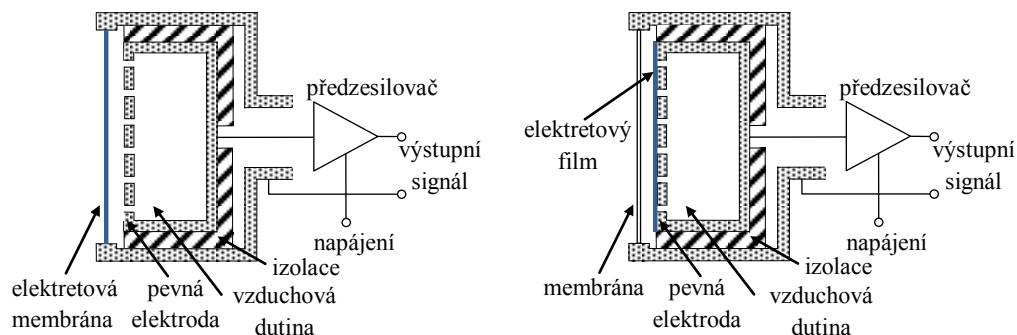 předzesilovač
výstupní
signál
napájení
izolace
elektretová
membrána
pevná
elektroda
vzduchová
dutina
předzesilovač
elektretový
film
výstupní
signál
napájení
izolace
membrána
pevná
elektroda
vzduchová
dutina